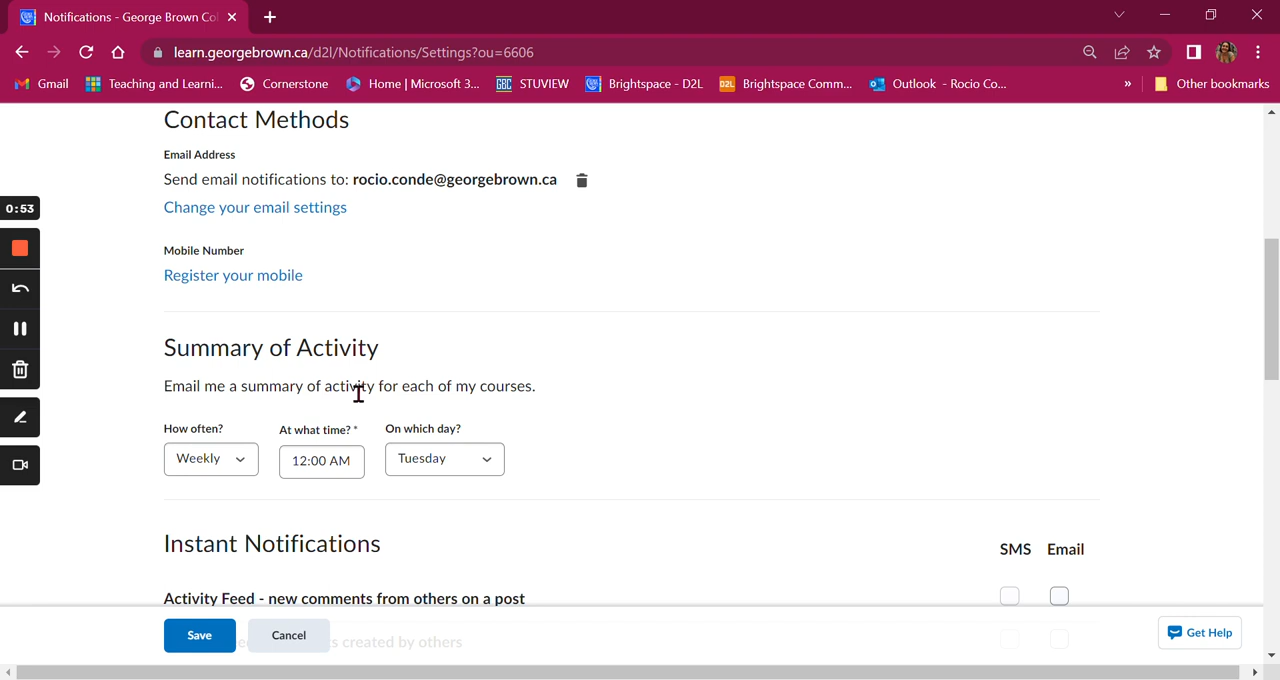 Notifications - George Brown Co
learn.georgebrown.ca/d2l/Notifications/Settings?ou=6606
Gmail
Teaching and Learni...
Cornerstone
Home | Microsoft 3...
GBC STUVIEW
Brightspace - D2L
D2L Brightspace Comm...
Outlook - Rocio Co...
»
Other bookmarks
Contact Methods
Email Address
Send email notifications to: rocio.conde@georgebrown.ca
Change your email settings
0:53
Mobile Number
Register your mobile
Summary of Activity
Email me a summary of activity for each of my courses.
How often? At what time? * On which day?
Weekly 12:00 AM Tuesday
Instant Notifications
SMS Email
Activity Feed - new comments from others on a post
Save Cancel s created by others
Get Help